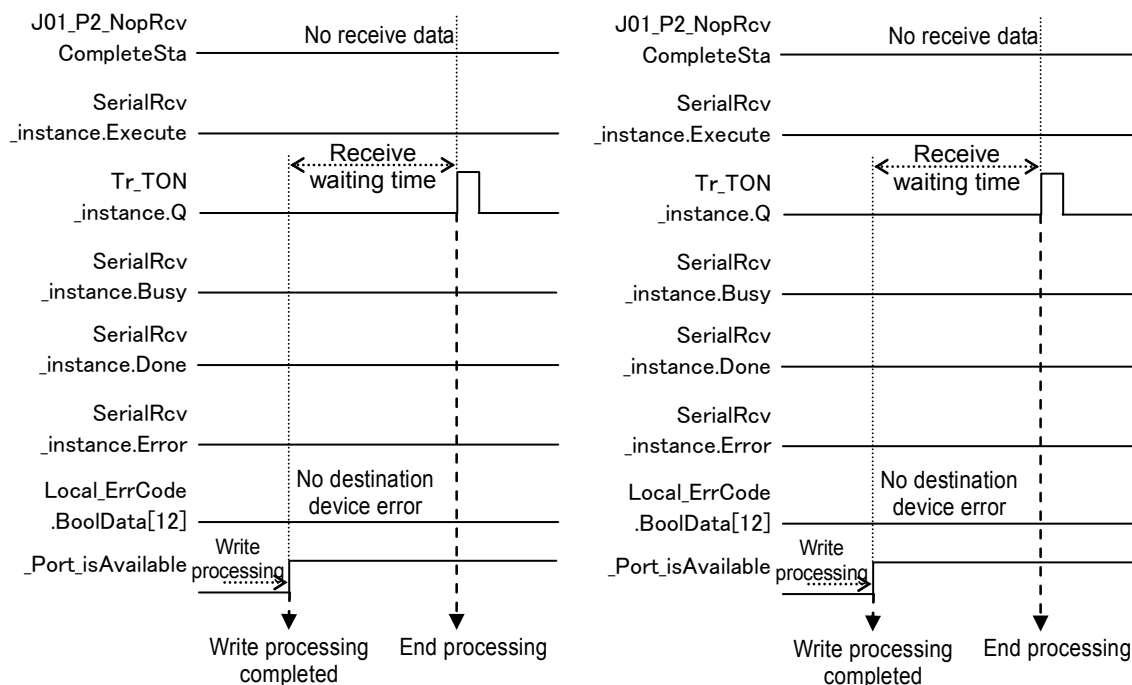 J01_P2_NopRcv
CompleteSta
No receive data
SerialRcv
_instance.Execute
Receive
waiting time
Tr_TON
_instance.Q
SerialRcv
_instance.Busy
SerialRcv
_instance.Done
SerialRcv
_instance.Error
Local_ErrCode
.BoolData[12]
No destination
device error
_Port_isAvailable
Write
processing
Write processing
completed
End processing
J01_P2_NopRcv
CompleteSta
No receive data
SerialRcv
_instance.Execute
Receive
waiting time
Tr_TON
_instance.Q
SerialRcv
_instance.Busy
SerialRcv
_instance.Done
SerialRcv
_instance.Error
Local_ErrCode
.BoolData[12]
No destination
device error
_Port_isAvailable
Write
processing
Write processing
completed
End processing